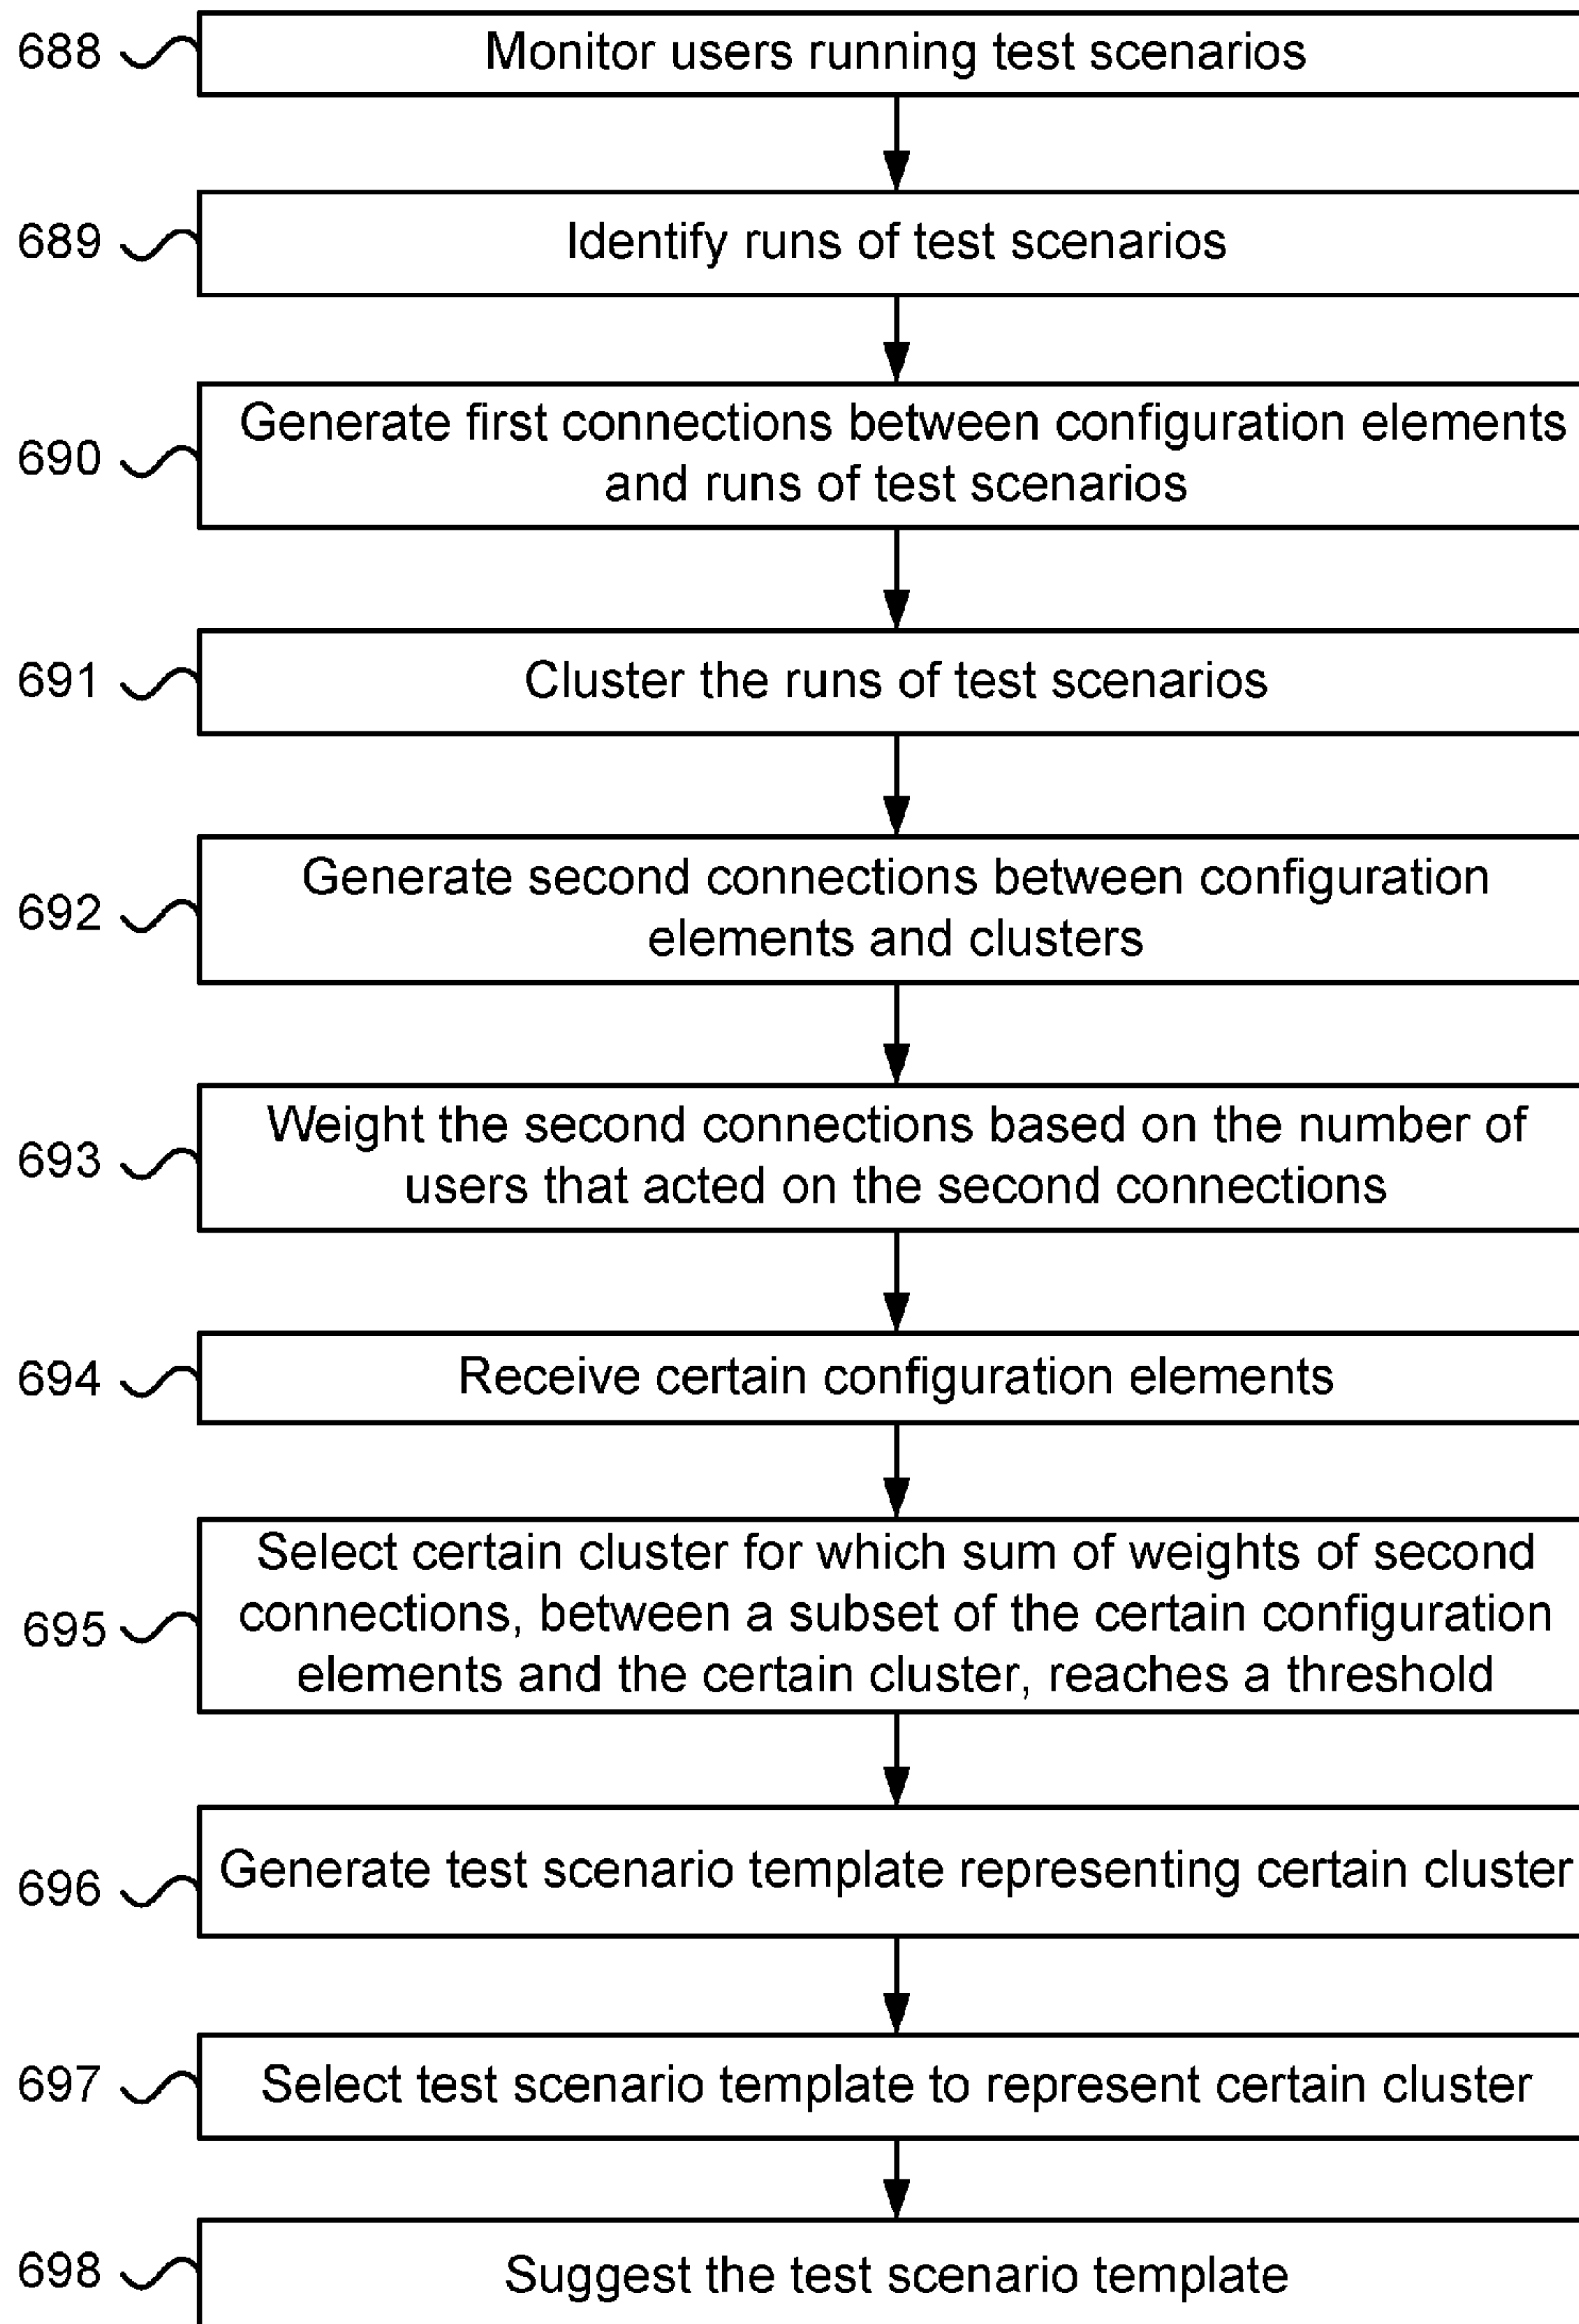 688
Monitor users running test scenarios
689
Identify runs of test scenarios
690
Generate first connections between configuration elements
and runs of test scenarios
691
Cluster the runs of test scenarios
692
Generate second connections between configuration
elements and clusters
693
Weight the second connections based on the number of
users that acted on the second connections
694
Receive certain configuration elements
695
Select certain cluster for which sum of weights of second
connections, between a subset of the certain configuration
elements and the certain cluster, reaches a threshold
696
Generate test scenario template representing certain cluster
697
Select test scenario template to represent certain cluster
698
Suggest the test scenario template